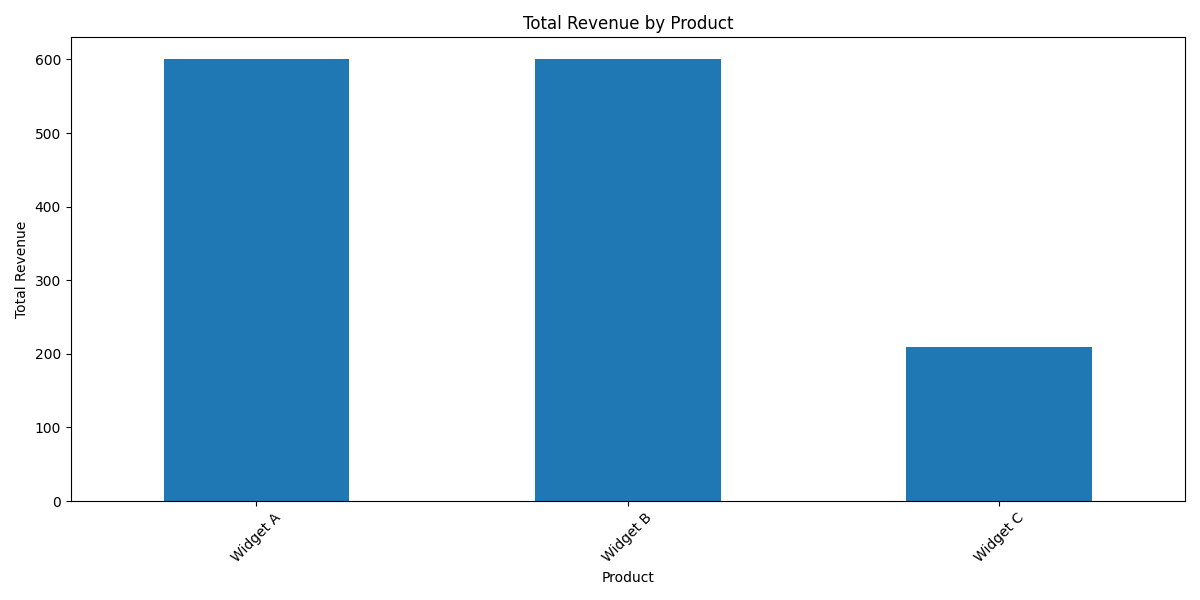 Total Revenue by Product
Total Revenue
600
500
400
300
200
100
0
Widget A
Widget B
Widget C
Product